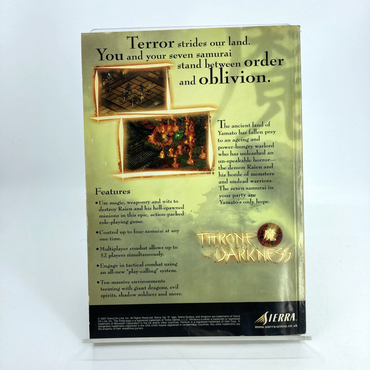 Terror strides our land.
You and your seven samurai
stand between order
and oblivion.
The ancient land of
Yamato has fallen prey
to an ageing and
power-hungry warlord
who has unleashed an
un-speakable horror—
the demon Kaien and
his horde of monsters
and undead warriors.
The seven samurai in
your party are
Yamato's only hope.
Features
• Use magic, weaponry and wits to
destroy Kaien and his hell-spawned
minions in this epic, action-packed
role-playing game.
• Control up to four samurai at any
one time.
• Multiplayer combat allows up to
32 players simultaneously.
• Engage in tactical combat using
an all-new "play-calling" system.
• Ten massive environments
teeming with giant dragons, evil
spirits, shadow soldiers and more.
THRONE OF
DARKNESS
SIERRA